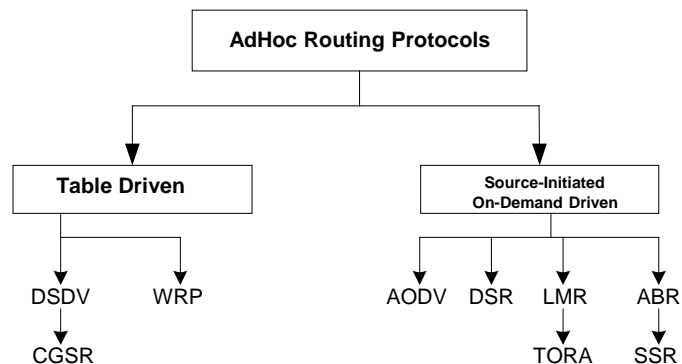 AdHoc Routing Protocols
Table Driven
Source-Initiated
On-Demand Driven
DSDV WRP AODV DSR LMR ABR
CGSR TORA SSR